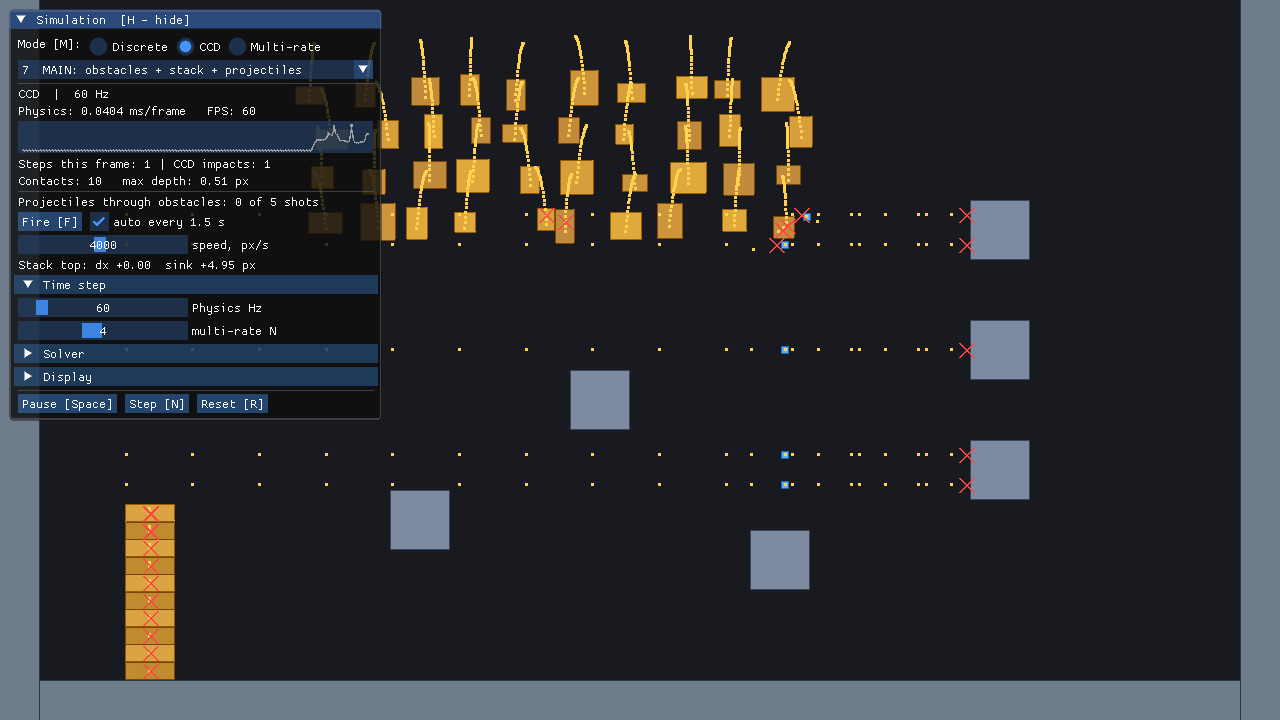 Simulation  [H - hide]
Mode [M]: Discrete CCD Multi-rate
7  MAIN: obstacles + stack + projectiles
CCD  |  60 Hz
Physics: 0.0404 ms/frame   FPS: 60
Steps this frame: 1 | CCD impacts: 1
Contacts: 10   max depth: 0.51 px
Projectiles through obstacles: 0 of 5 shots
Fire [F] auto every 1.5 s
4000 speed, px/s
Stack top: dx +0.00  sink +4.95 px
Time step
60 Physics Hz
4 multi-rate N
Solver
Display
Pause [Space] Step [N] Reset [R]